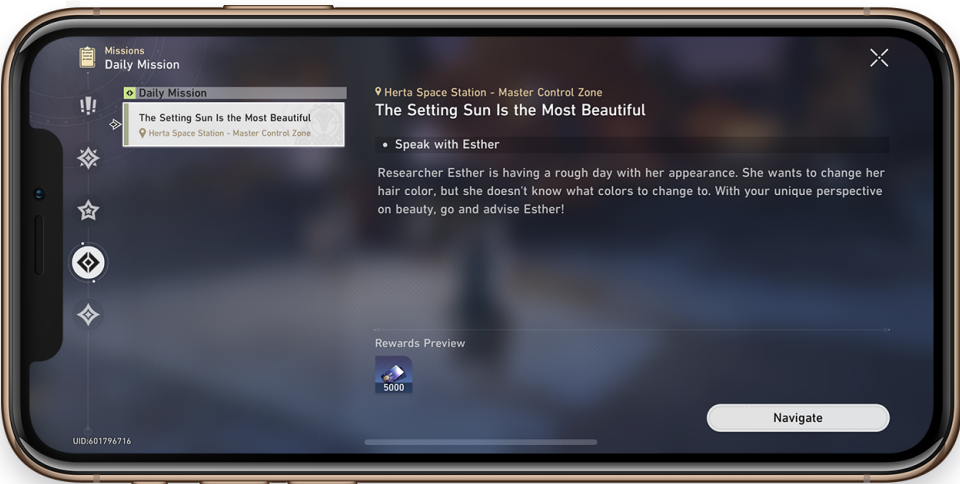 Missions
Daily Mission
Daily Mission
The Setting Sun Is the Most Beautiful
Herta Space Station - Master Control Zone
Herta Space Station - Master Control Zone
The Setting Sun Is the Most Beautiful
Speak with Esther
Researcher Esther is having a rough day with her appearance. She wants to change her
hair color, but she doesn't know what colors to change to. With your unique perspective
on beauty, go and advise Esther!
Rewards Preview
5000
Navigate
UID:601796716